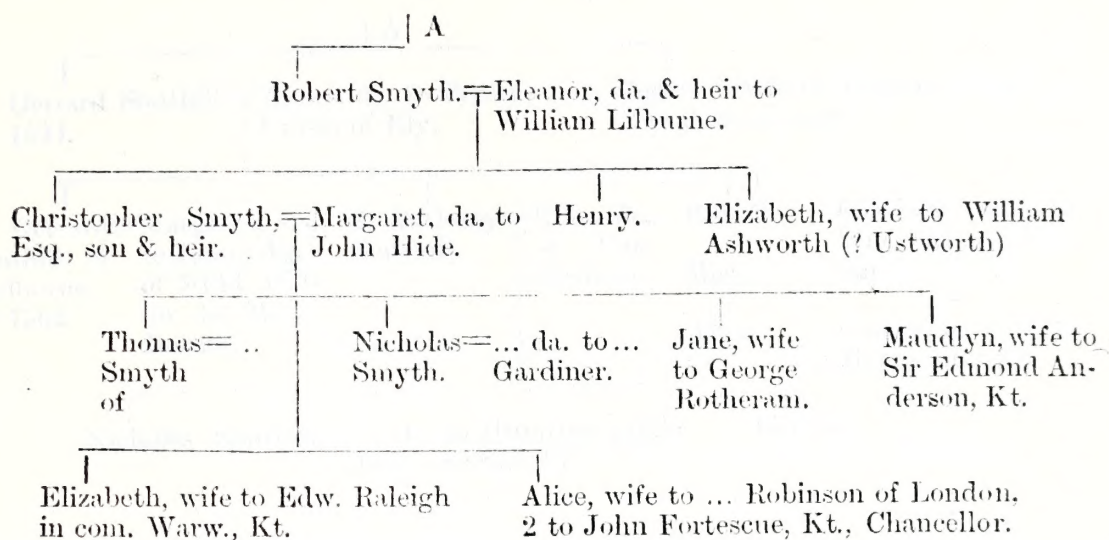 A
Robert Smyth.=Eleanor, da. & heir to
William Lilburne.
Christopher Smyth,=Margaret, da. to
Esq., son & heir. John Hide.
Henry.
Elizabeth, wife to William
Ashworth (? Ustworth)
Thomas= ..
Smyth
of
Nicholas=... da. to...
Smyth. Gardiner.
Jane, wife
to George
Rotheram.
Maudlyn, wife to
Sir Edmond An-
derson, Kt.
Elizabeth, wife to Edw. Raleigh
in com. Warw., Kt.
Alice, wife to ... Robinson of London,
2 to John Fortescue, Kt., Chancellor.